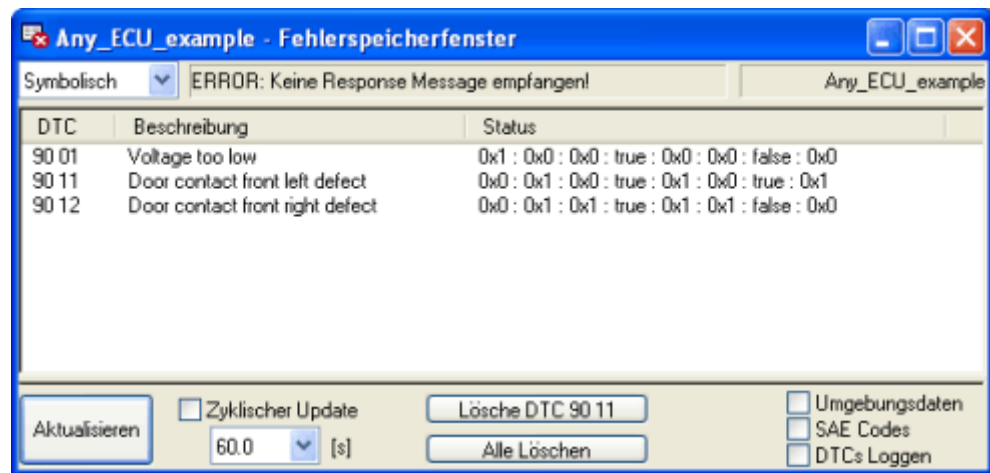 Any_ECU_example - Fehlerspeicherfenster
Symbolisch ERROR: Keine Response Message empfangen! Any_ECU_example
DTC Beschreibung Status
90 01 Voltage too low 0x1 : 0x0 : 0x0 : true : 0x0 : 0x0 : false : 0x0
90 11 Door contact front left defect 0x0 : 0x1 : 0x0 : true : 0x1 : 0x0 : true : 0x1
90 12 Door contact front right defect 0x0 : 0x1 : 0x1 : true : 0x1 : 0x1 : false : 0x0
Aktualisieren
Zyklischer Update
60.0 [s]
Lösche DTC 90 11
Alle Löschen
Umgebungsdaten
SAE Codes
DTCs Loggen